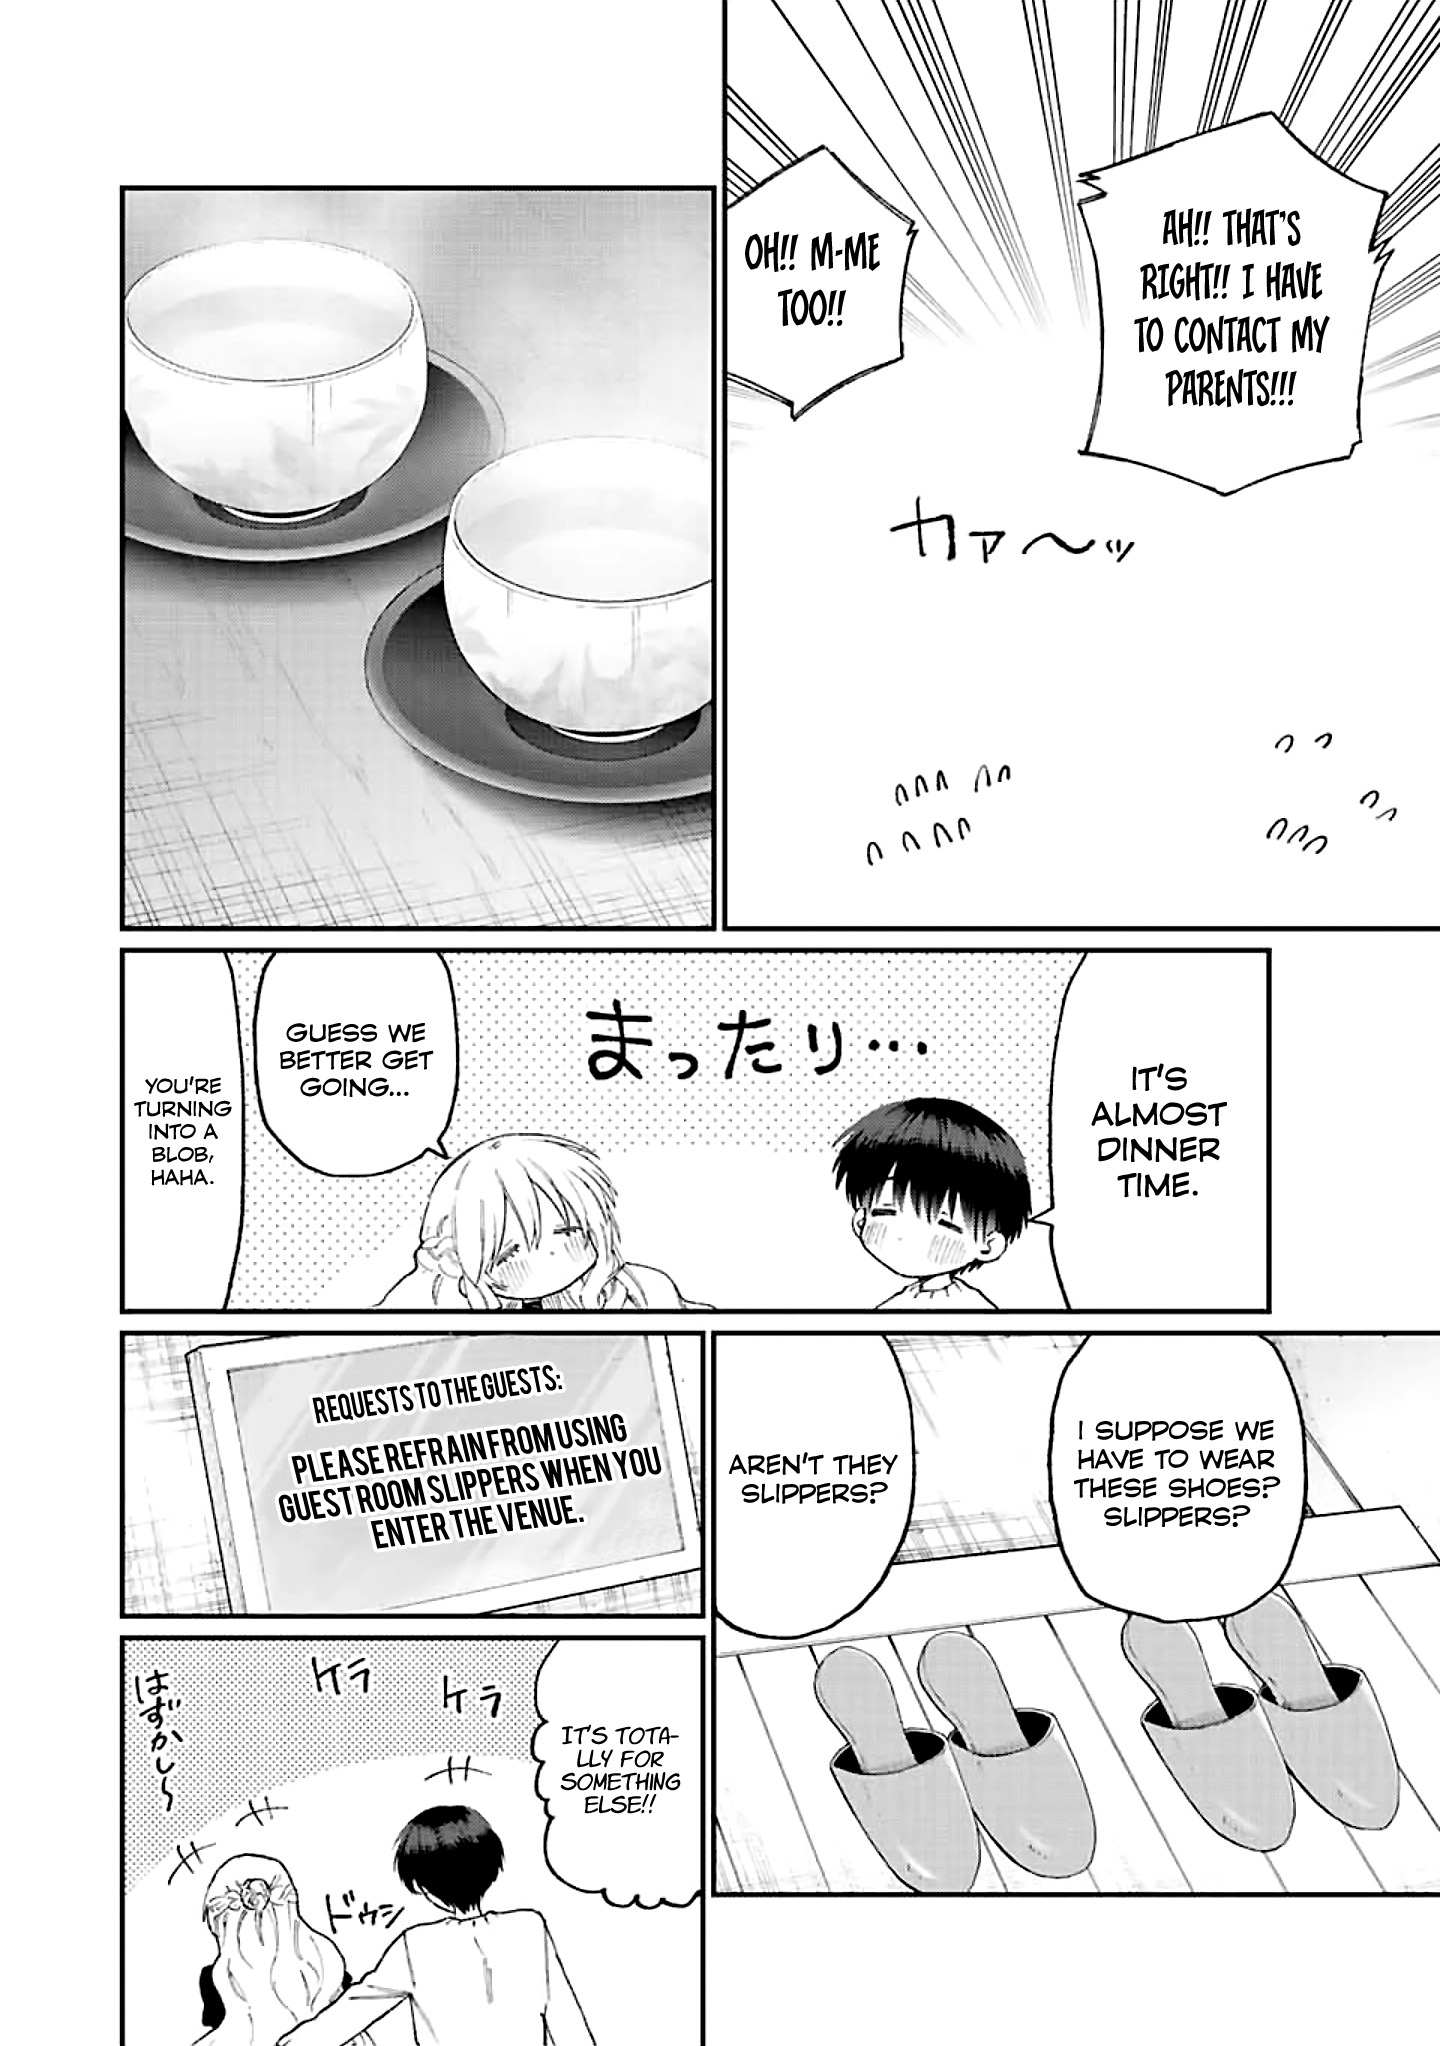 AH!! THAT'S
RIGHT!! I HAVE
TO CONTACT MY
PARENTS!!!
OH!! M-ME
TOO!!
カァ〜ッ
IT'S
ALMOST
DINNER
TIME.
まったり…
GUESS WE
BETTER GET
GOING...
YOU'RE
TURNING
INTO A
BLOB,
HAHA.
I SUPPOSE WE
HAVE TO WEAR
THESE SHOES?
SLIPPERS?
AREN'T THEY
SLIPPERS?
REQUESTS TO THE GUESTS:
PLEASE REFRAIN FROM USING
GUEST ROOM SLIPPERS WHEN YOU
ENTER THE VENUE.
IT'S TOTA-
LLY FOR
SOMETHING
ELSE!!
ケラ
ケラ
はずかし〜
ドゥシ